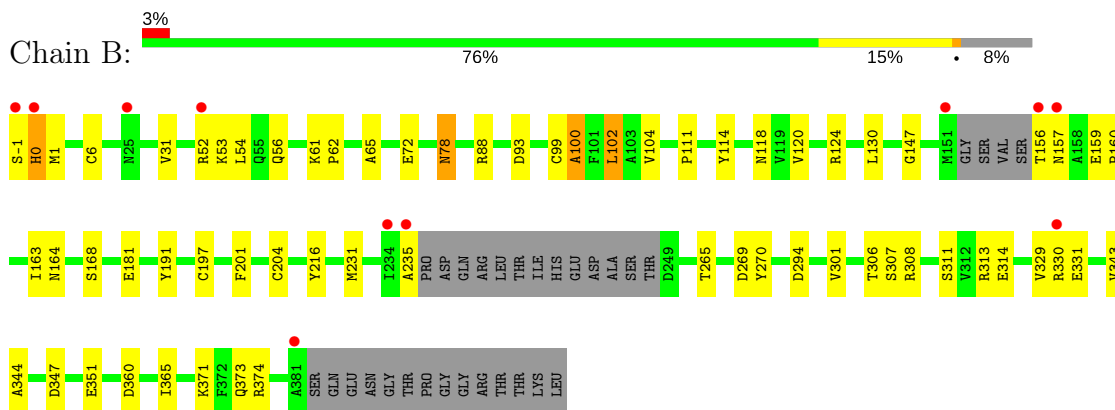 3%
Chain B:
76% 15% • 8%
S-1 H0 M1 C6 N25 V31 R52 K53 L54 Q55 Q56 K61 P62 A65 E72 N78 R88 D93 C99 A100 F101 L102 A103 V104 P111 Y114 N118 V119 V120 R124 L130 G147 M151 GLY SER VAL SER T156 N157 A158 E159
I163 N164 S168 E181 Y191 C197 F201 C204 Y216 M231 I234 A235 PRO ASP GLN ARG LEU THR ILE HIS GLU ASP ALA SER THR D249 T265 D269 Y270 D294 V301 T306 S307 R308 S311 V312 R313 E314 V329 R330 E331 V343
A344 D347 E351 D360 I365 K371 F372 Q373 R374 A381 SER GLN GLU ASN GLY THR PRO GLY GLY ARG THR THR LYS LEU